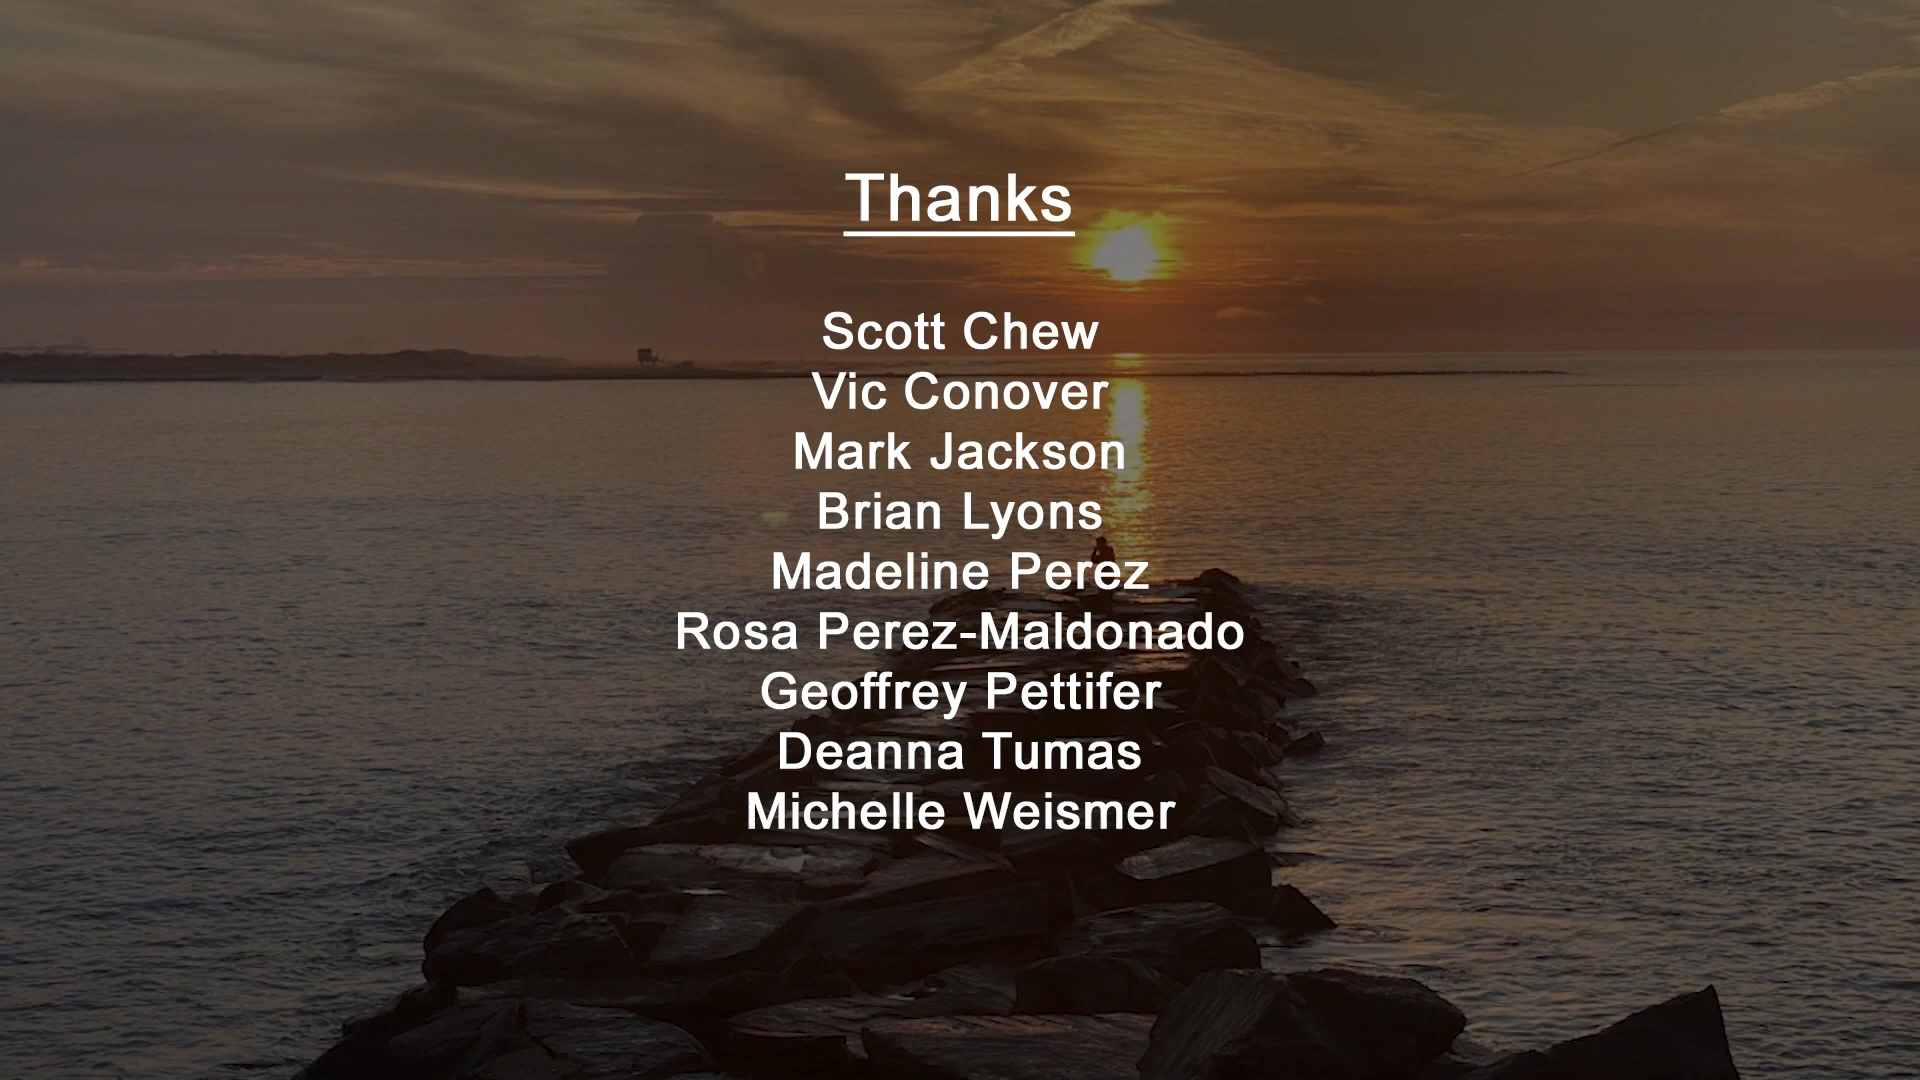 Thanks
Scott Chew
Vic Conover
Mark Jackson
Brian Lyons
Madeline Perez
Rosa Perez-Maldonado
Geoffrey Pettifer
Deanna Tumas
Michelle Weismer